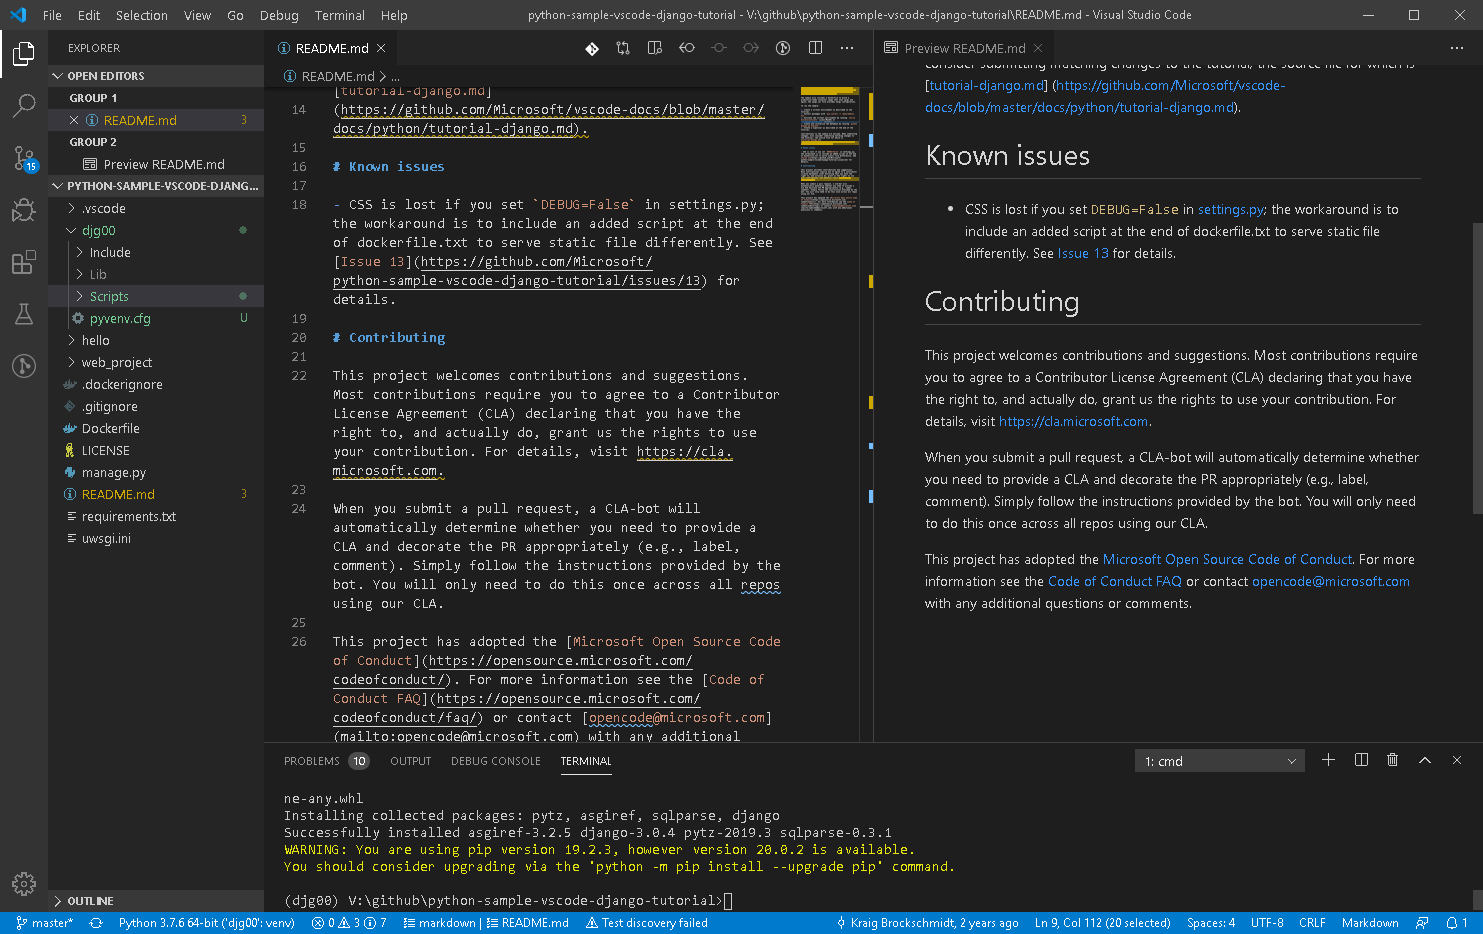 File Edit Selection View Go Debug Terminal Help
python-sample-vscode-django-tutorial - V:\github\python-sample-vscode-django-tutorial\README.md - Visual Studio Code
EXPLORER
OPEN EDITORS
GROUP 1
README.md 3
GROUP 2
Preview README.md
PYTHON-SAMPLE-VSCODE-DJANG...
.vscode
djg00
Include
Lib
Scripts
pyvenv.cfg U
hello
web_project
.dockerignore
.gitignore
Dockerfile
LICENSE
manage.py
README.md 3
requirements.txt
uwsgi.ini
OUTLINE
15
README.md
README.md > ...
[tutorial-django.md]
14 (https://github.com/Microsoft/vscode-docs/blob/master/
docs/python/tutorial-django.md).
15
16 # Known issues
17
18 - CSS is lost if you set `DEBUG=False` in settings.py;
the workaround is to include an added script at the end
of dockerfile.txt to serve static file differently. See
[Issue 13](https://github.com/Microsoft/
python-sample-vscode-django-tutorial/issues/13) for
details.
19
20 # Contributing
21
22 This project welcomes contributions and suggestions.
Most contributions require you to agree to a Contributor
License Agreement (CLA) declaring that you have the
right to, and actually do, grant us the rights to use
your contribution. For details, visit https://cla.
microsoft.com.
23
24 When you submit a pull request, a CLA-bot will
automatically determine whether you need to provide a
CLA and decorate the PR appropriately (e.g., label,
comment). Simply follow the instructions provided by the
bot. You will only need to do this once across all repos
using our CLA.
25
26 This project has adopted the [Microsoft Open Source Code
of Conduct](https://opensource.microsoft.com/
codeofconduct/). For more information see the [Code of
Conduct FAQ](https://opensource.microsoft.com/
codeofconduct/faq/) or contact [opencode@microsoft.com]
(mailto:opencode@microsoft.com) with any additional
Preview README.md
consider submitting matching changes to the tutorial, the source file for which is
[tutorial-django.md] (https://github.com/Microsoft/vscode-
docs/blob/master/docs/python/tutorial-django.md).
Known issues
• CSS is lost if you set DEBUG=False in settings.py; the workaround is to
include an added script at the end of dockerfile.txt to serve static file
differently. See Issue 13 for details.
Contributing
This project welcomes contributions and suggestions. Most contributions require
you to agree to a Contributor License Agreement (CLA) declaring that you have
the right to, and actually do, grant us the rights to use your contribution. For
details, visit https://cla.microsoft.com.
When you submit a pull request, a CLA-bot will automatically determine whether
you need to provide a CLA and decorate the PR appropriately (e.g., label,
comment). Simply follow the instructions provided by the bot. You will only need
to do this once across all repos using our CLA.
This project has adopted the Microsoft Open Source Code of Conduct. For more
information see the Code of Conduct FAQ or contact opencode@microsoft.com
with any additional questions or comments.
PROBLEMS 10 OUTPUT DEBUG CONSOLE TERMINAL
1: cmd
ne-any.whl
Installing collected packages: pytz, asgiref, sqlparse, django
Successfully installed asgiref-3.2.5 django-3.0.4 pytz-2019.3 sqlparse-0.3.1
WARNING: You are using pip version 19.2.3, however version 20.0.2 is available.
You should consider upgrading via the 'python -m pip install --upgrade pip' command.
(djg00) V:\github\python-sample-vscode-django-tutorial>
master* Python 3.7.6 64-bit ('djg00': venv) 0 3 7 markdown | README.md Test discovery failed
Kraig Brockschmidt, 2 years ago Ln 9, Col 112 (20 selected) Spaces: 4 UTF-8 CRLF Markdown 1